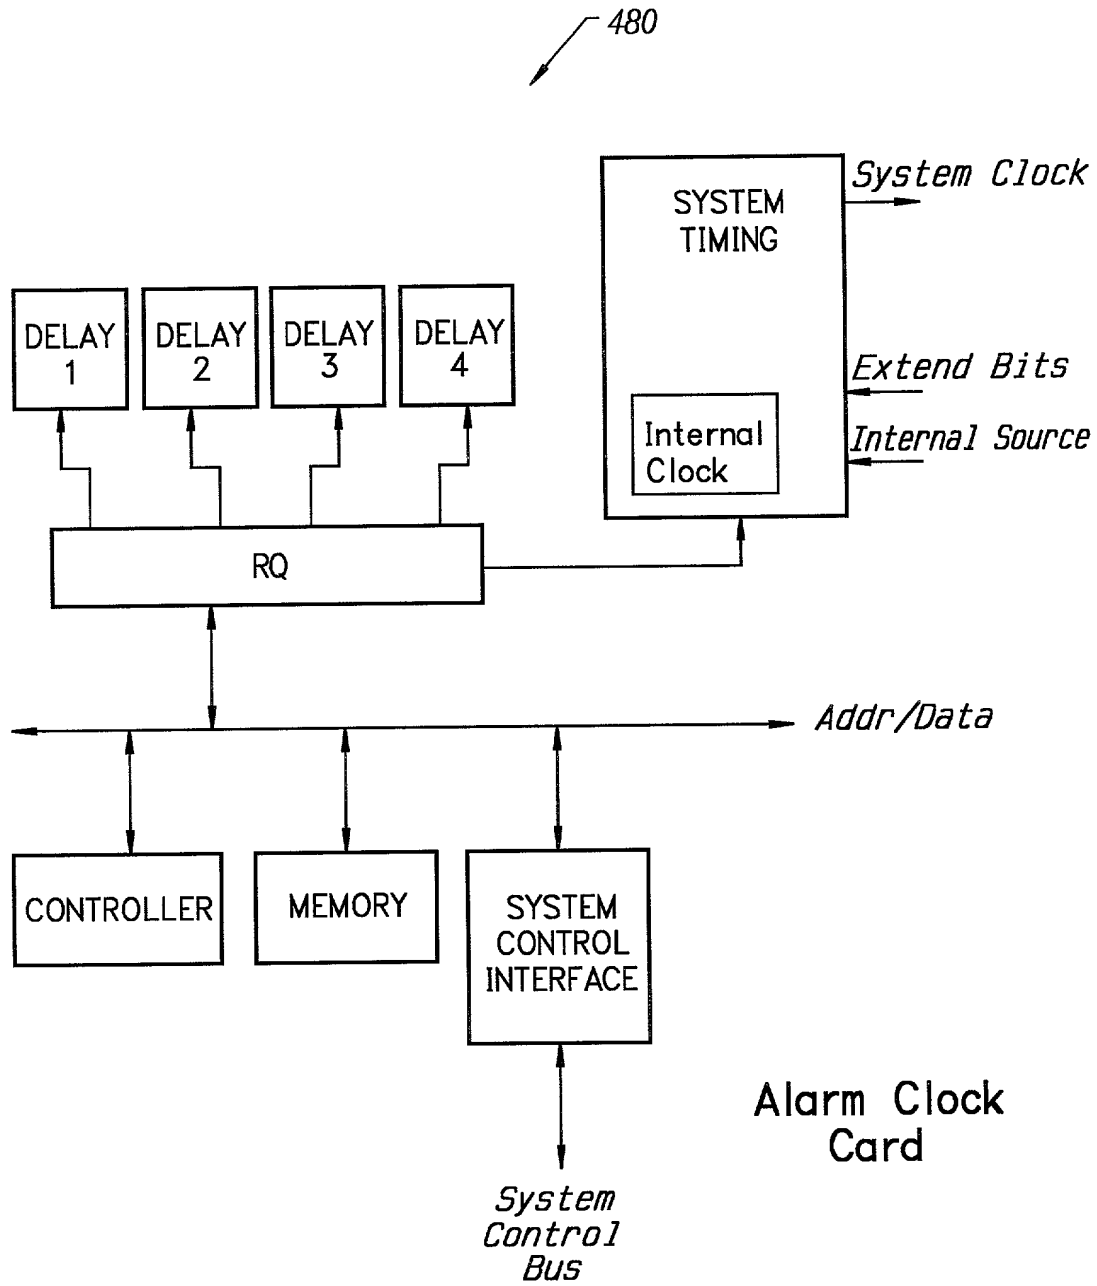 480
System Clock
SYSTEM
TIMING
DELAY
1
DELAY
2
DELAY
3
DELAY
4
Extend Bits
Internal Source
Internal
Clock
RQ
Addr/Data
CONTROLLER
MEMORY
SYSTEM
CONTROL
INTERFACE
Alarm Clock
Card
System
Control
Bus